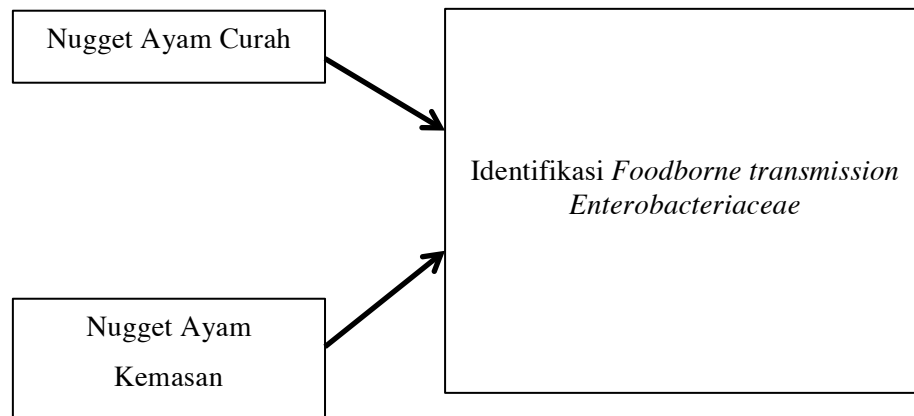 Nugget Ayam Curah
Identifikasi Foodborne transmission
Enterobacteriaceae
Nugget Ayam
Kemasan